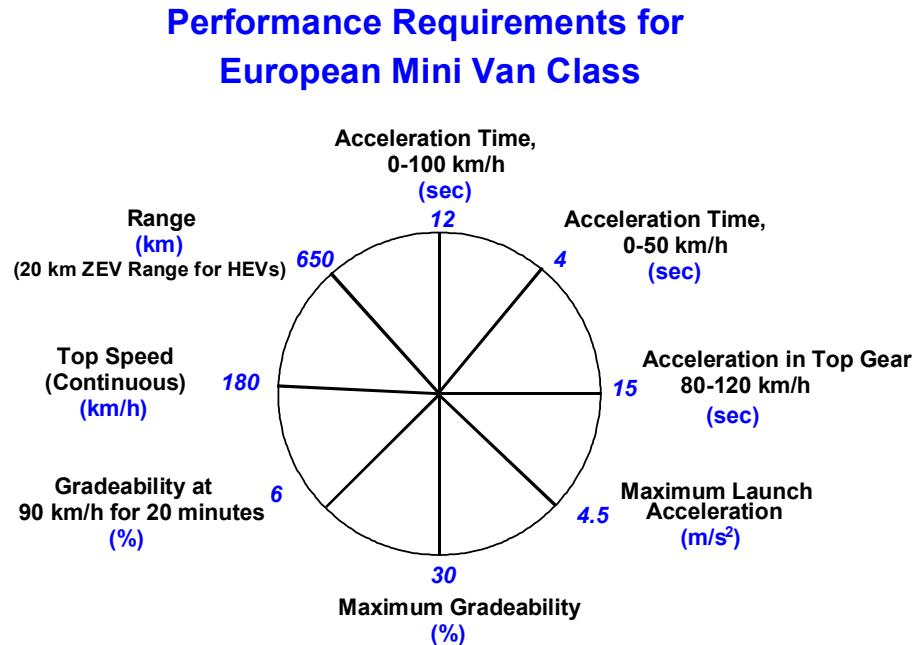 Performance Requirements for
European Mini Van Class
Acceleration Time,
0-100 km/h
(sec)
12
Acceleration Time,
0-50 km/h
(sec)
4
Acceleration in Top Gear
80-120 km/h
(sec)
15
Maximum Launch
Acceleration
(m/s²)
4.5
30
Maximum Gradeability
(%)
Gradeability at
90 km/h for 20 minutes
(%)
6
Top Speed
(Continuous)
(km/h)
180
Range
(km)
(20 km ZEV Range for HEVs)
650